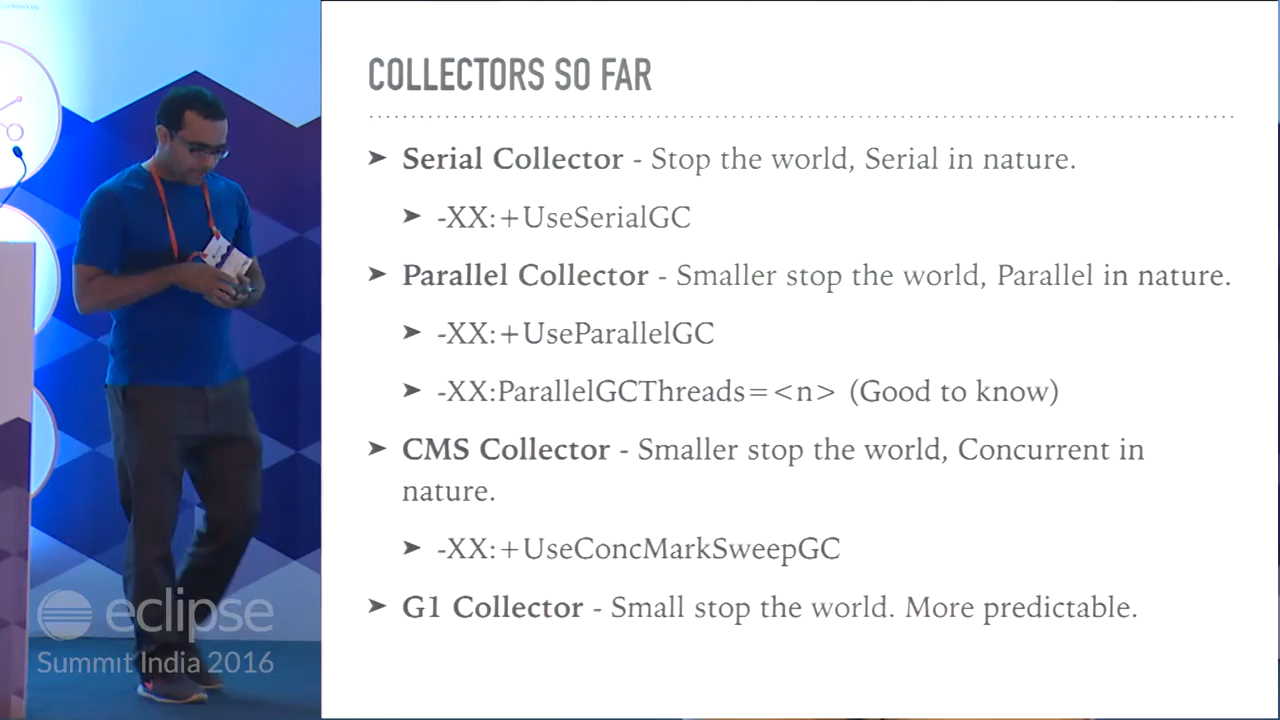 COLLECTORS SO FAR
➤ Serial Collector - Stop the world, Serial in nature.
➤ -XX:+UseSerialGC
➤ Parallel Collector - Smaller stop the world, Parallel in nature.
➤ -XX:+UseParallelGC
➤ -XX:ParallelGCThreads=<n> (Good to know)
➤ CMS Collector - Smaller stop the world, Concurrent in
nature.
➤ -XX:+UseConcMarkSweepGC
➤ G1 Collector - Small stop the world. More predictable.
eclipse
Summit India 2016